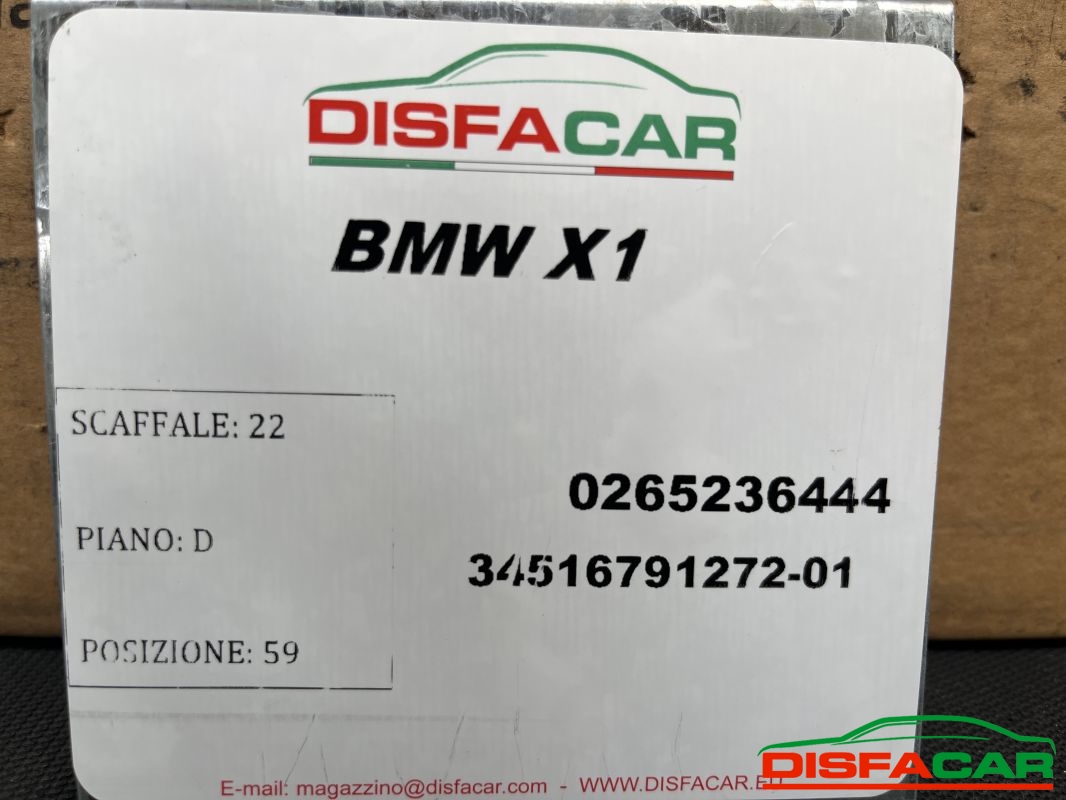 DISFACAR
BMW X1
SCAFFALE: 22
0265236444
PIANO: D
34516791272-01
POSIZIONE: 59
E-mail: magazzino@disfacar.com - WWW.DISFACAR.EU
DISFACAR